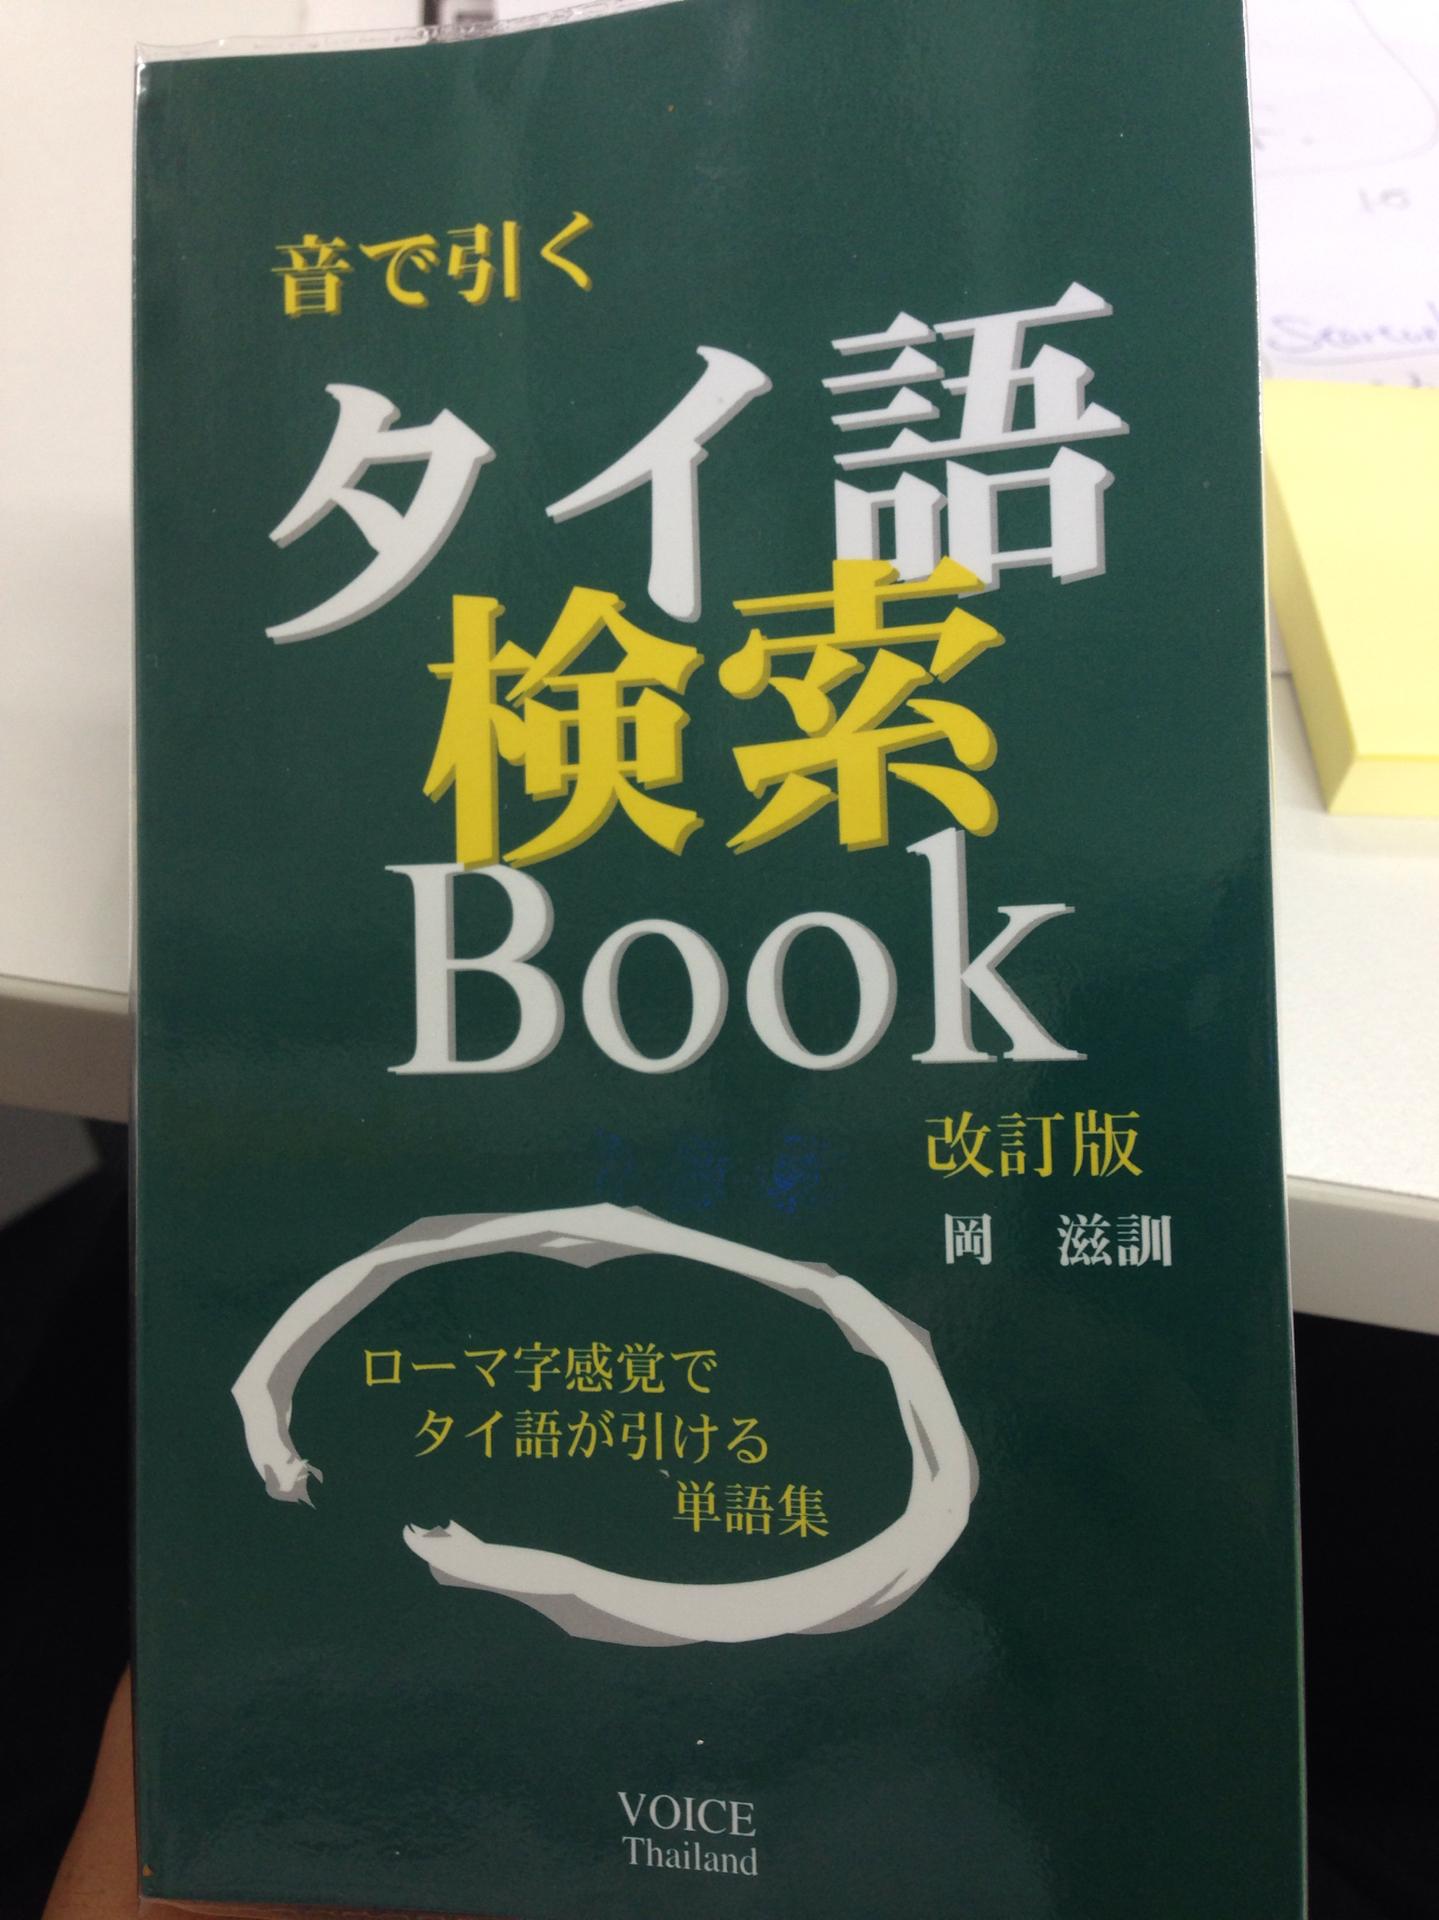 音で引く
タイ語
検索
Book
改訂版
岡　滋訓
ローマ字感覚で
タイ語が引ける
単語集
VOICE
Thailand